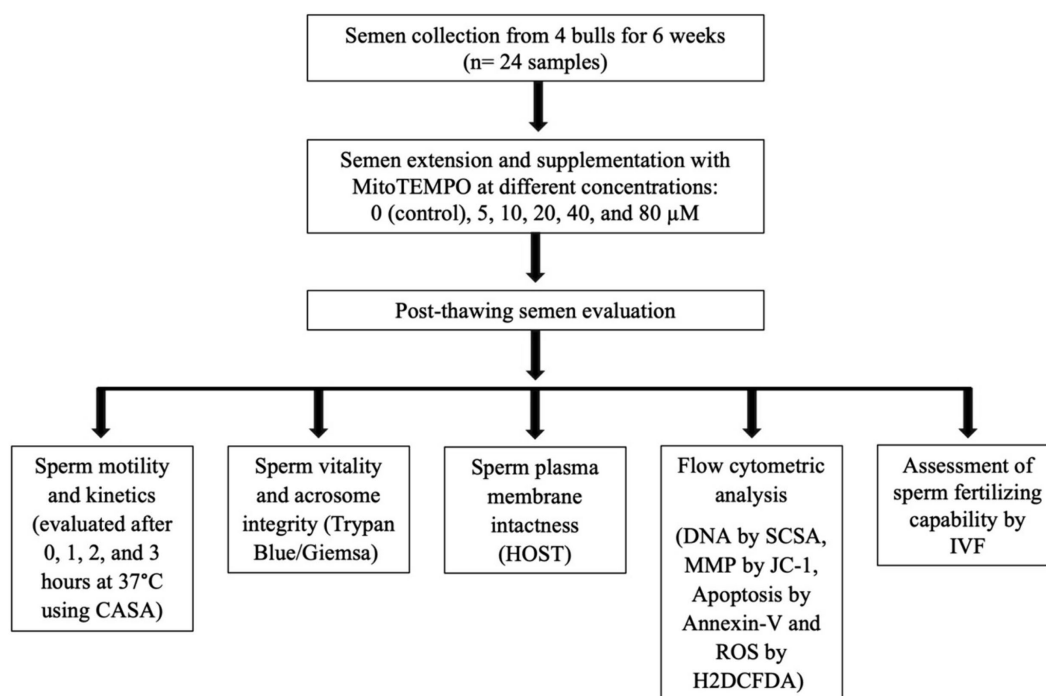 Semen collection from 4 bulls for 6 weeks
(n= 24 samples)
Semen extension and supplementation with
MitoTEMPO at different concentrations:
0 (control), 5, 10, 20, 40, and 80 µM
Post-thawing semen evaluation
Sperm motility
and kinetics
(evaluated after
0, 1, 2, and 3
hours at 37°C
using CASA)
Sperm vitality
and acrosome
integrity (Trypan
Blue/Giemsa)
Sperm plasma
membrane
intactness
(HOST)
Flow cytometric
analysis
(DNA by SCSA,
MMP by JC-1,
Apoptosis by
Annexin-V and
ROS by
H2DCFDA)
Assessment of
sperm fertilizing
capability by
IVF